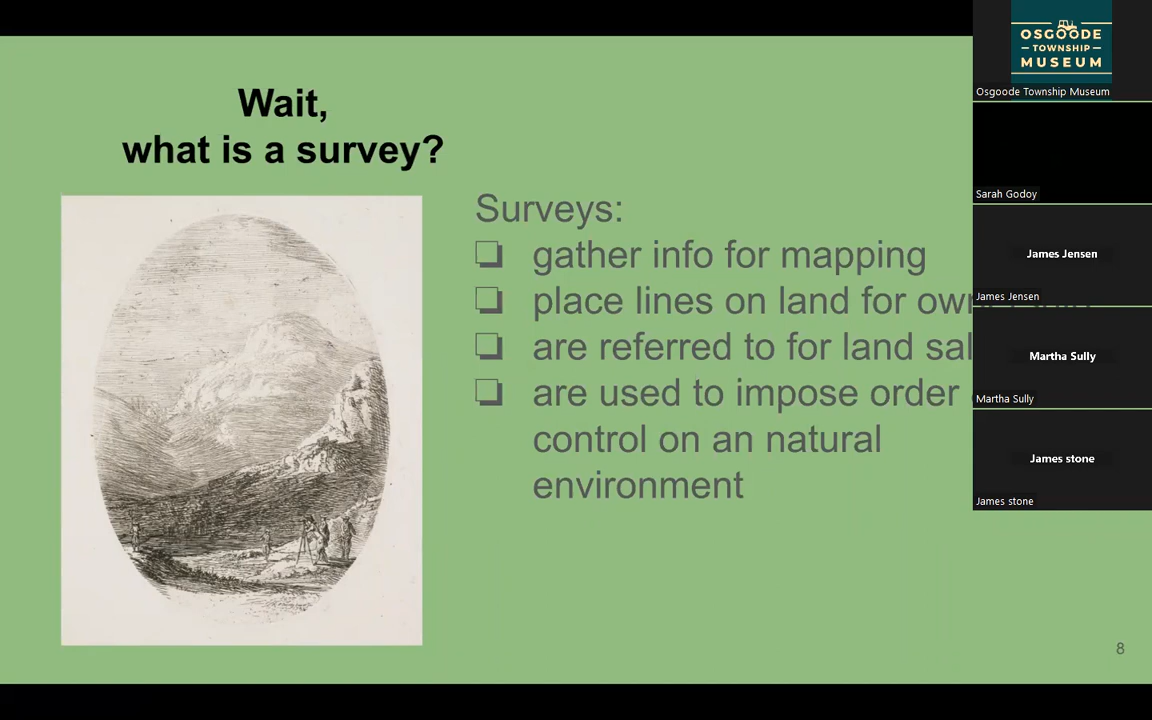 Wait,
what is a survey?
Surveys:
gather info for mapping
place lines on land for
are referred to for land
are used to impose order
control on an natural
environment
8
OSGOODE
TOWNSHIP
MUSEUM
Osgoode Township Museum
Sarah Godoy
James Jensen
James Jensen
Martha Sully
Martha Sully
James stone
James stone